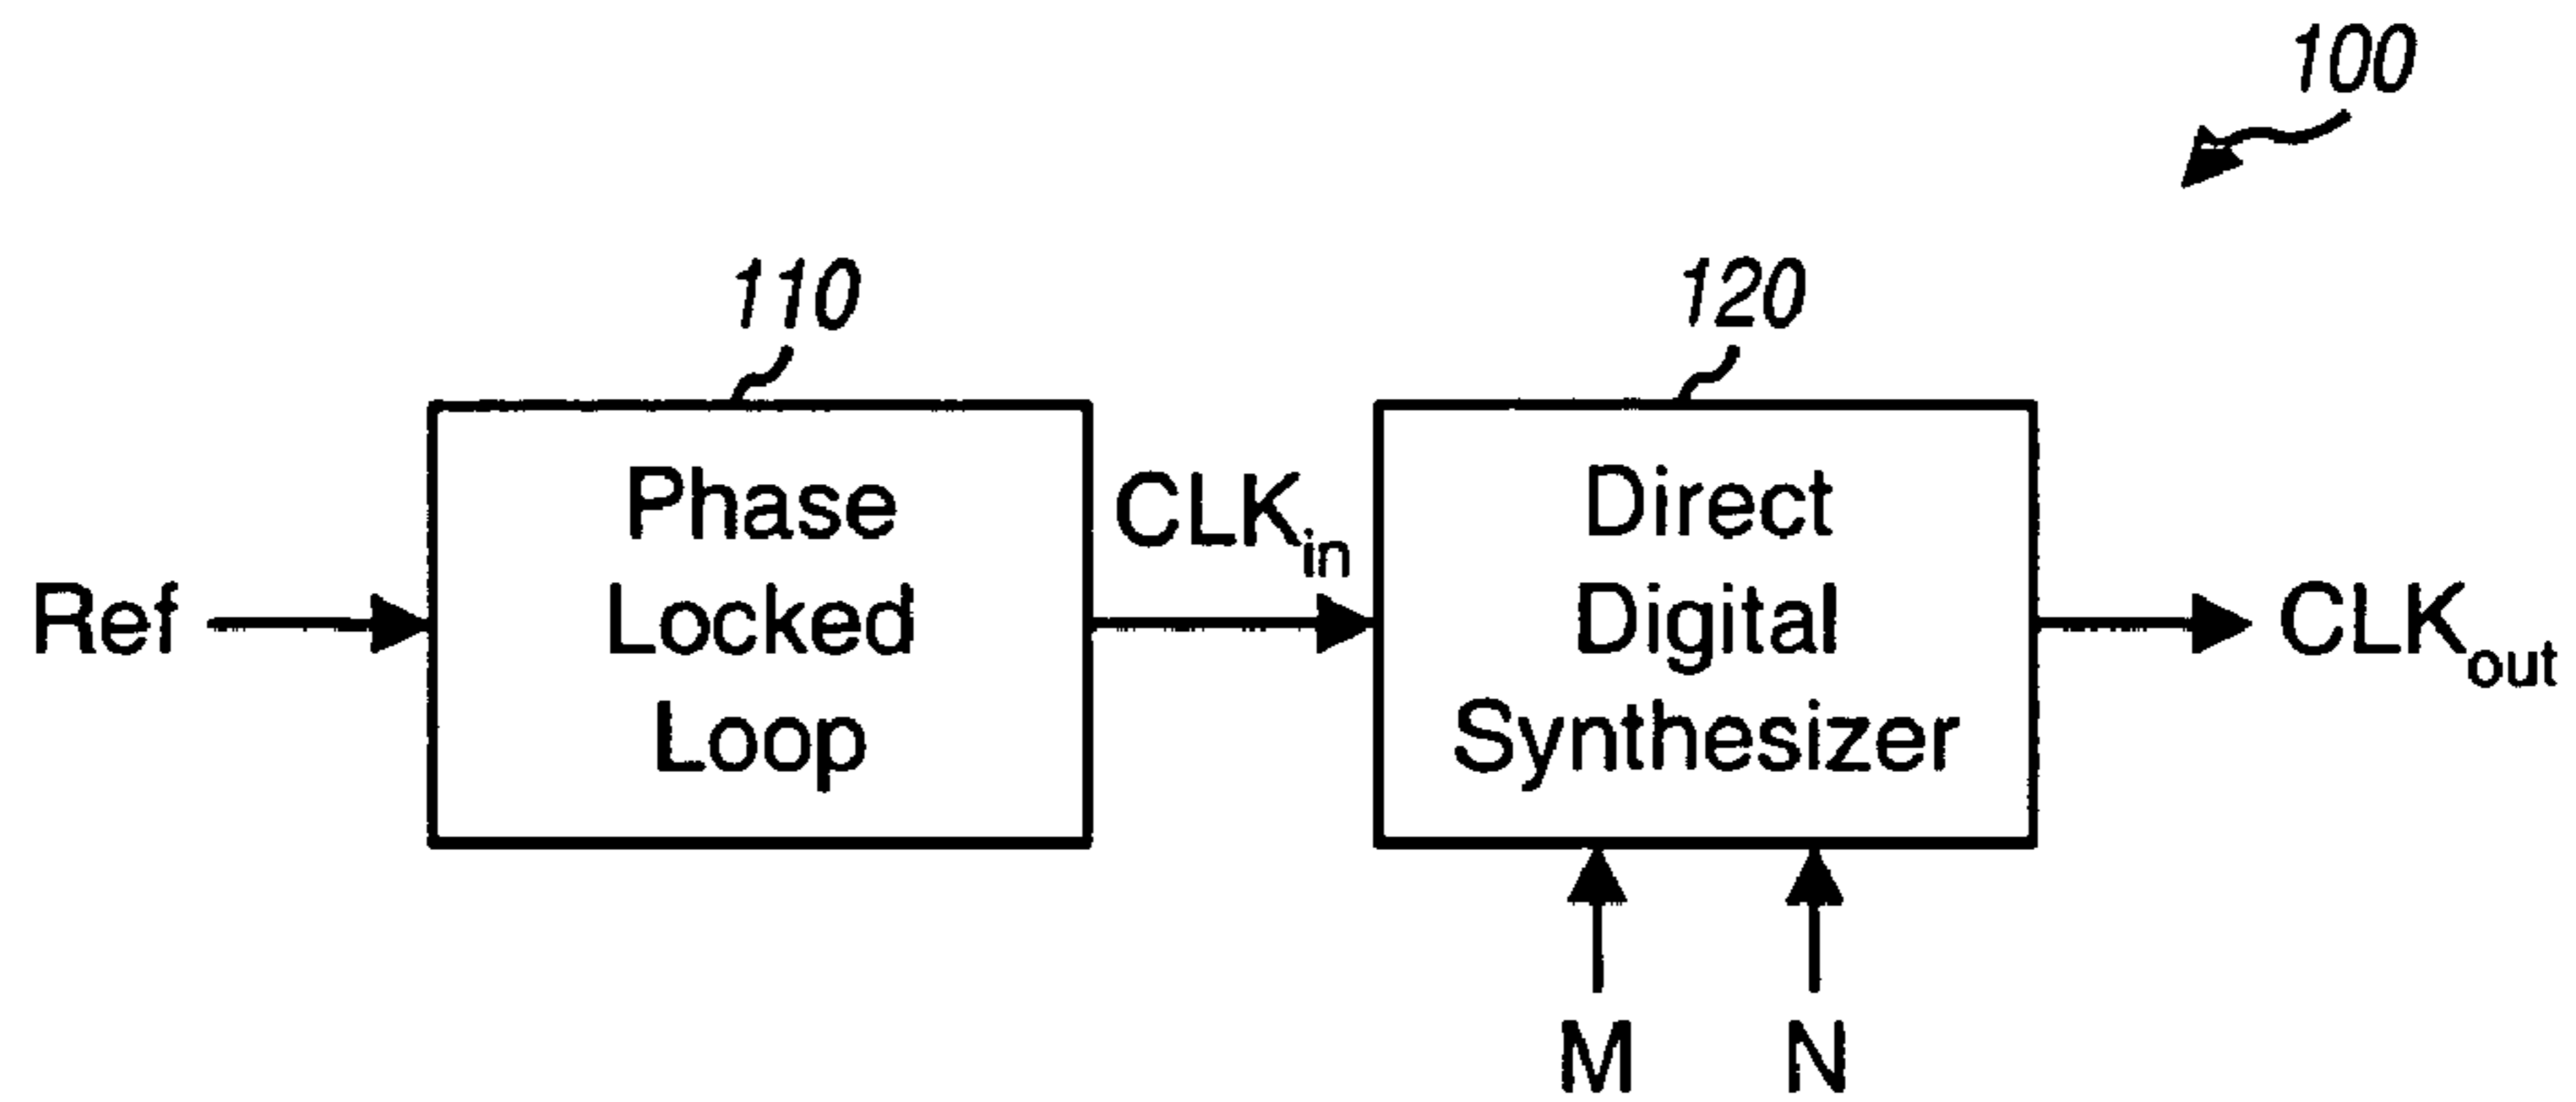 100
110
120
Phase
Locked
Loop
Direct
Digital
Synthesizer
Ref
CLKin
CLKout
M
N